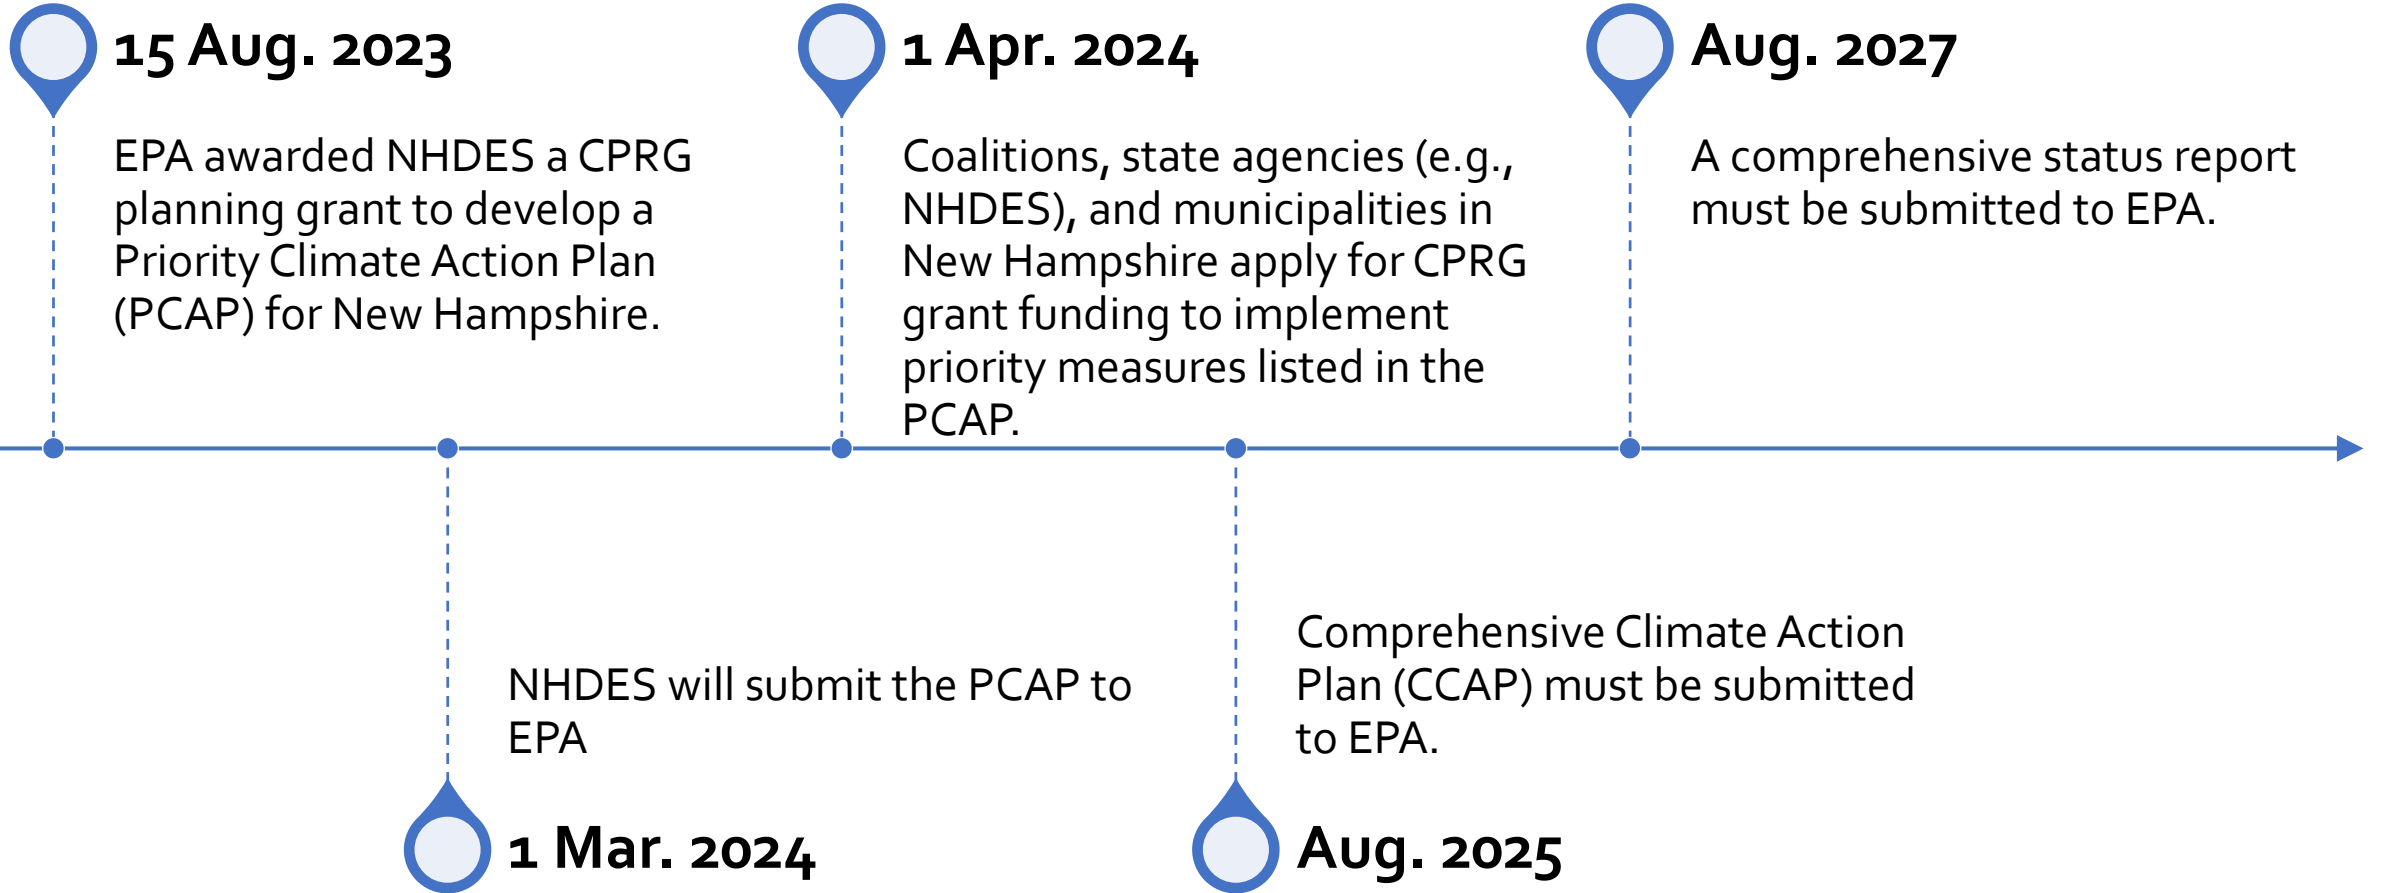 15 Aug. 2023
EPA awarded NHDES a CPRG
planning grant to develop a
Priority Climate Action Plan
(PCAP) for New Hampshire.
NHDES will submit the PCAP to
EPA
1 Mar. 2024
1 Apr. 2024
Coalitions, state agencies (e.g.,
NHDES), and municipalities in
New Hampshire apply for CPRG
grant funding to implement
priority measures listed in the
PCAP.
Comprehensive Climate Action
Plan (CCAP) must be submitted
to EPA.
Aug. 2025
Aug. 2027
A comprehensive status report
must be submitted to EPA.